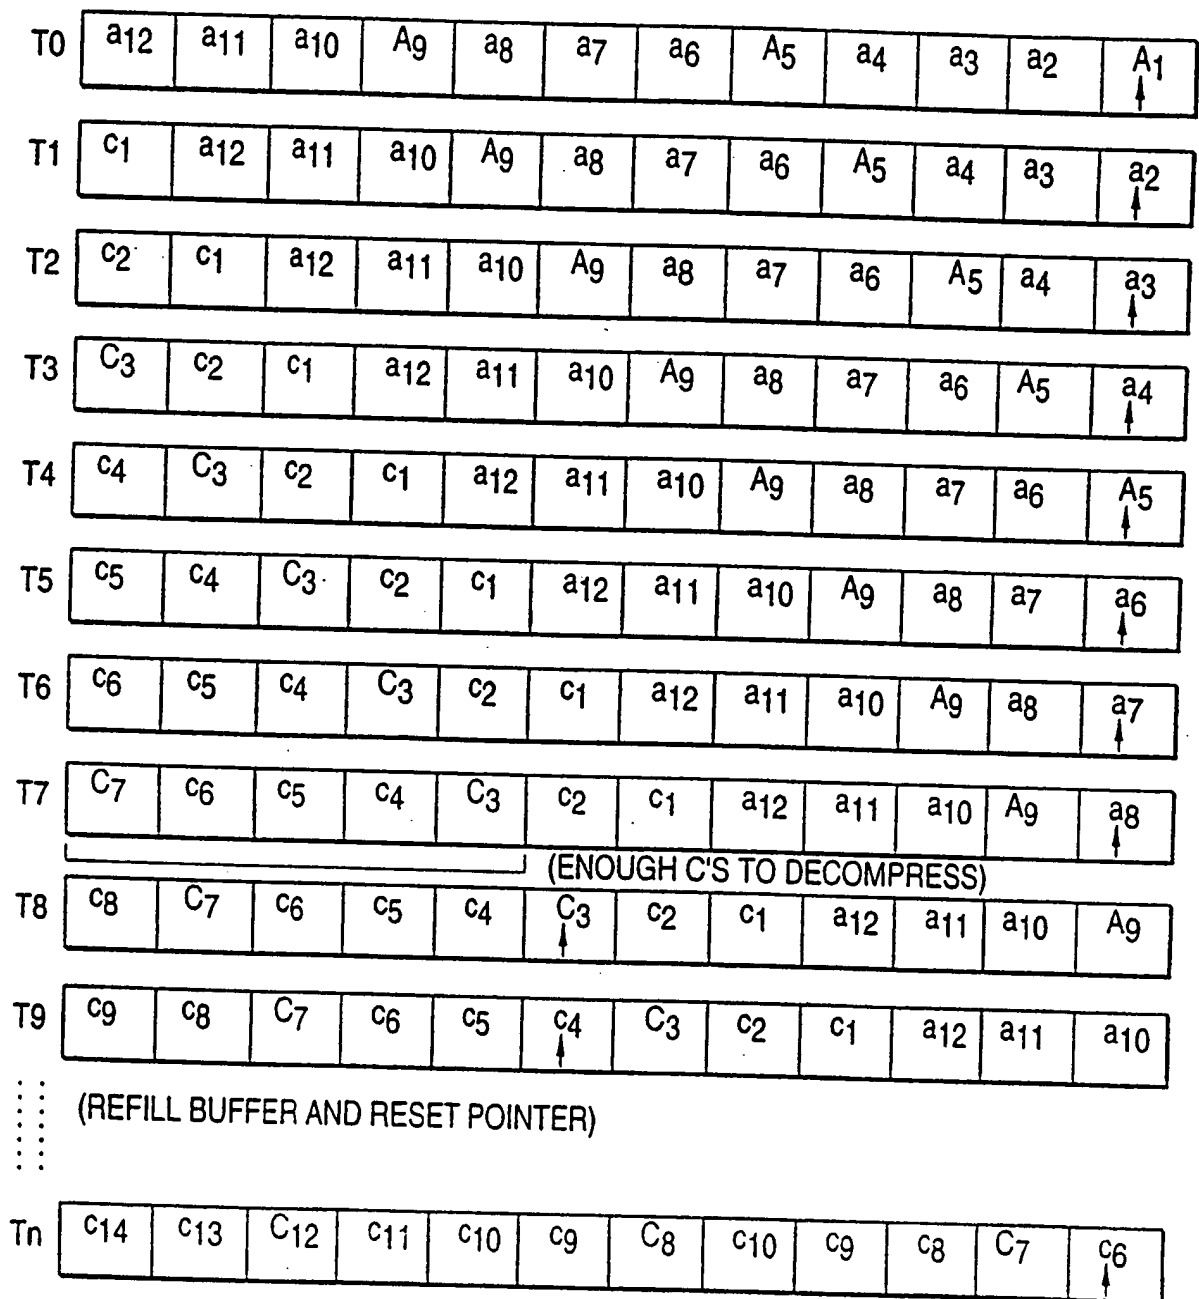 T0 a12 a11 a10 A9 a8 a7 a6 A5 a4 a3 a2 A1
T1 c1 a12 a11 a10 A9 a8 a7 a6 A5 a4 a3 a2
T2 c2 c1 a12 a11 a10 A9 a8 a7 a6 A5 a4 a3
T3 C3 c2 c1 a12 a11 a10 A9 a8 a7 a6 A5 a4
T4 c4 C3 c2 c1 a12 a11 a10 A9 a8 a7 a6 A5
T5 c5 c4 C3 c2 c1 a12 a11 a10 A9 a8 a7 a6
T6 c6 c5 c4 C3 c2 c1 a12 a11 a10 A9 a8 a7
T7 C7 c6 c5 c4 C3 c2 c1 a12 a11 a10 A9 a8
(ENOUGH C'S TO DECOMPRESS)
T8 c8 C7 c6 c5 c4 C3 c2 c1 a12 a11 a10 A9
T9 c9 c8 C7 c6 c5 c4 C3 c2 c1 a12 a11 a10
(REFILL BUFFER AND RESET POINTER)
Tn c14 c13 C12 c11 c10 c9 C8 c10 c9 c8 C7 c6